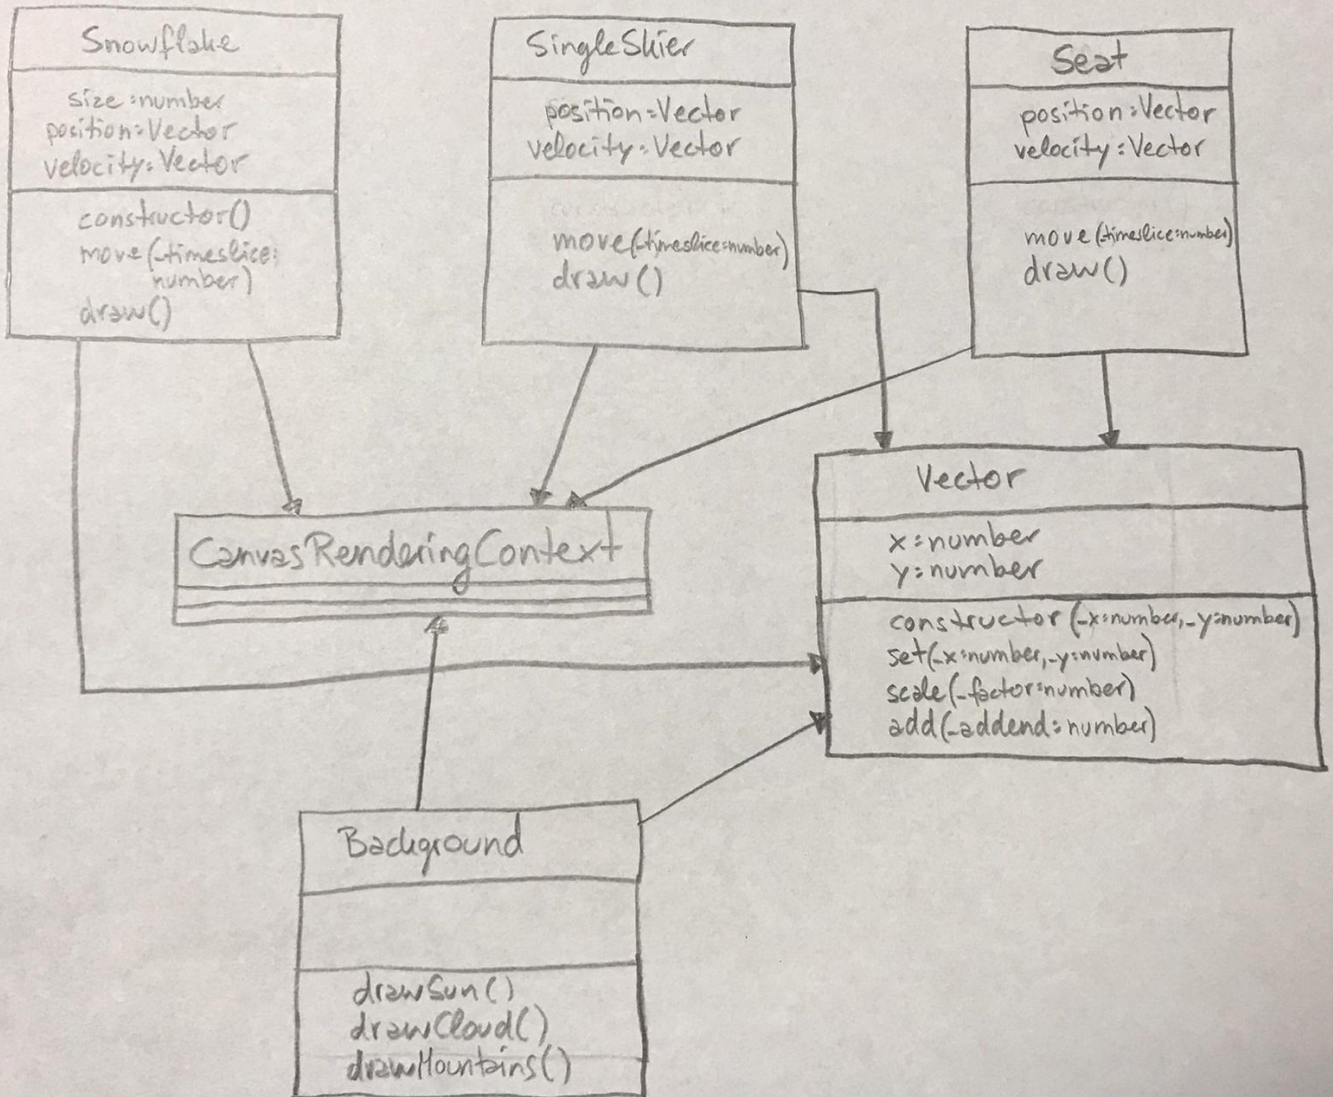 Snowflake
size:number
position:Vector
velocity:Vector
constructor()
move(_timeslice:
number)
draw()
SingleSkier
position:Vector
velocity:Vector
move(_timeslice:number)
draw()
Seat
position:Vector
velocity:Vector
move(_timeslice:number)
draw()
CanvasRenderingContext
Vector
x:number
y:number
constructor(_x:number,_y:number)
set(_x:number,_y:number)
scale(_factor:number)
add(_addend:number)
Background
drawSun()
drawCloud()
drawMountains()